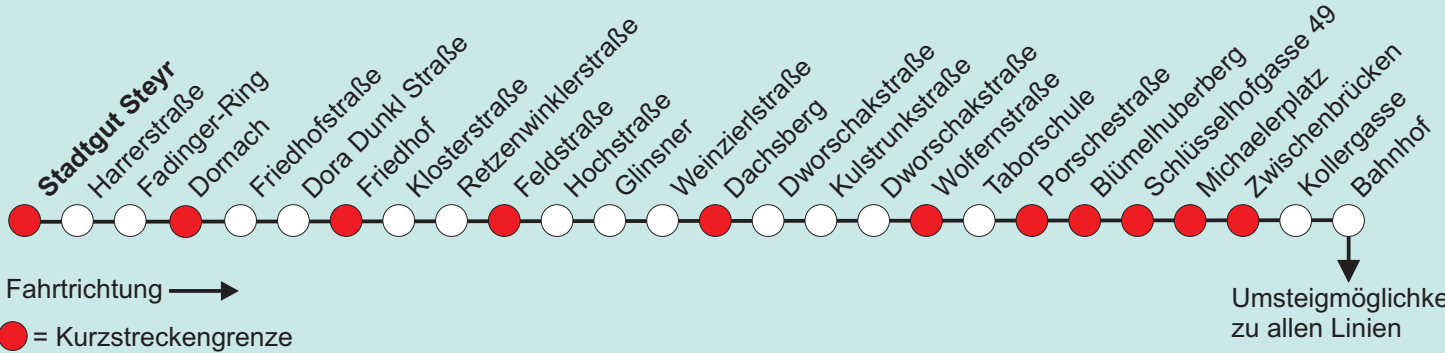 Stadtgut Steyr
Harrerstraße
Fadinger-Ring
Dornach
Friedhofstraße
Dora Dunkl Straße
Friedhof
Klosterstraße
Retzenwinklerstraße
Feldstraße
Hochstraße
Glinsner
Weinzierlstraße
Dachsberg
Dworschakstraße
Kulstrunkstraße
Dworschakstraße
Wolfernstraße
Taborschule
Porschestraße
Blümelhuberberg
Schlüsselhofgasse 49
Michaelerplatz
Zwischenbrücken
Kollergasse
Bahnhof
Fahrtrichtung
= Kurzstreckengrenze
Umsteigmöglichke
zu allen Linien